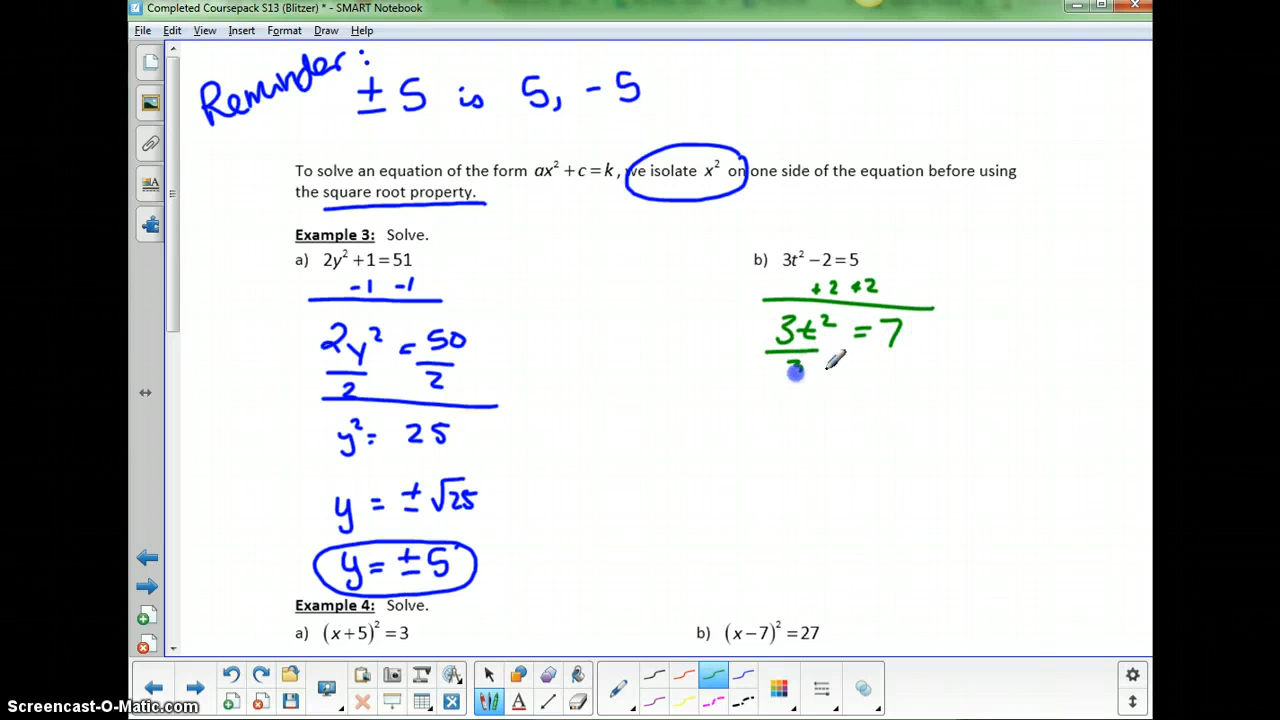 Completed Coursepack S13 (Blitzer) * - SMART Notebook
File Edit View Insert Format Draw Help
Reminder: ± 5 is 5, -5
To solve an equation of the form ax² + c = k, we isolate x² on one side of the equation before using
the square root property.
Example 3: Solve.
a) 2y² + 1 = 51
-1 -1
2y² = 50
2 2
y² = 25
y = ± √25
y = ± 5
b) 3t² − 2 = 5
+2 +2
3t² = 7
3
Example 4: Solve.
a) (x + 5)² = 3
b) (x − 7)² = 27
A
Screencast-O-Matic.com